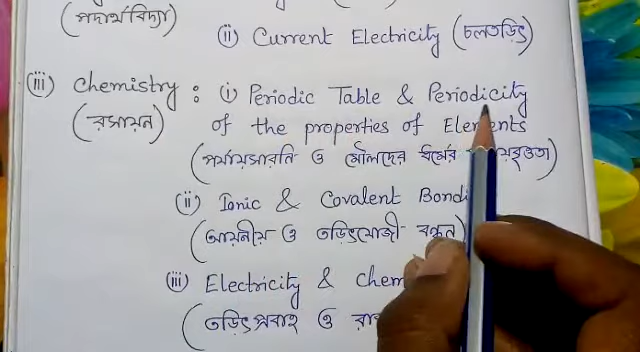 (পদার্থবিদ্যা)
(ii) Current Electricity (চলতড়িৎ)
(iii) Chemistry : (i) Periodic Table & Periodicity
(রসায়ন) of the properties of Elements
(পর্যায়সারনি ও মৌলদের ধর্মের
(ii) Ionic & Covalent Bondi
(আয়নীয় ও তড়িৎযোজী বন্ধন)
(iii) Electricity & Chem
(তড়িৎপ্রবাহ ও রা